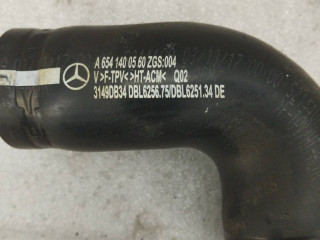 A 654 140 05 60 ZGS:004
V >F-TPV< >HT-ACM< Q02
3149DB34 DBL6256.75/DBL6251.34 DE